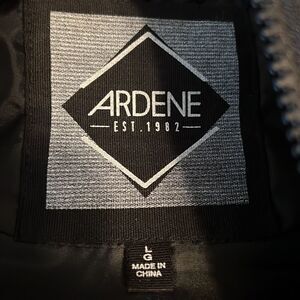 ARDENE
EST. 1982
L
G
MADE IN
CHINA